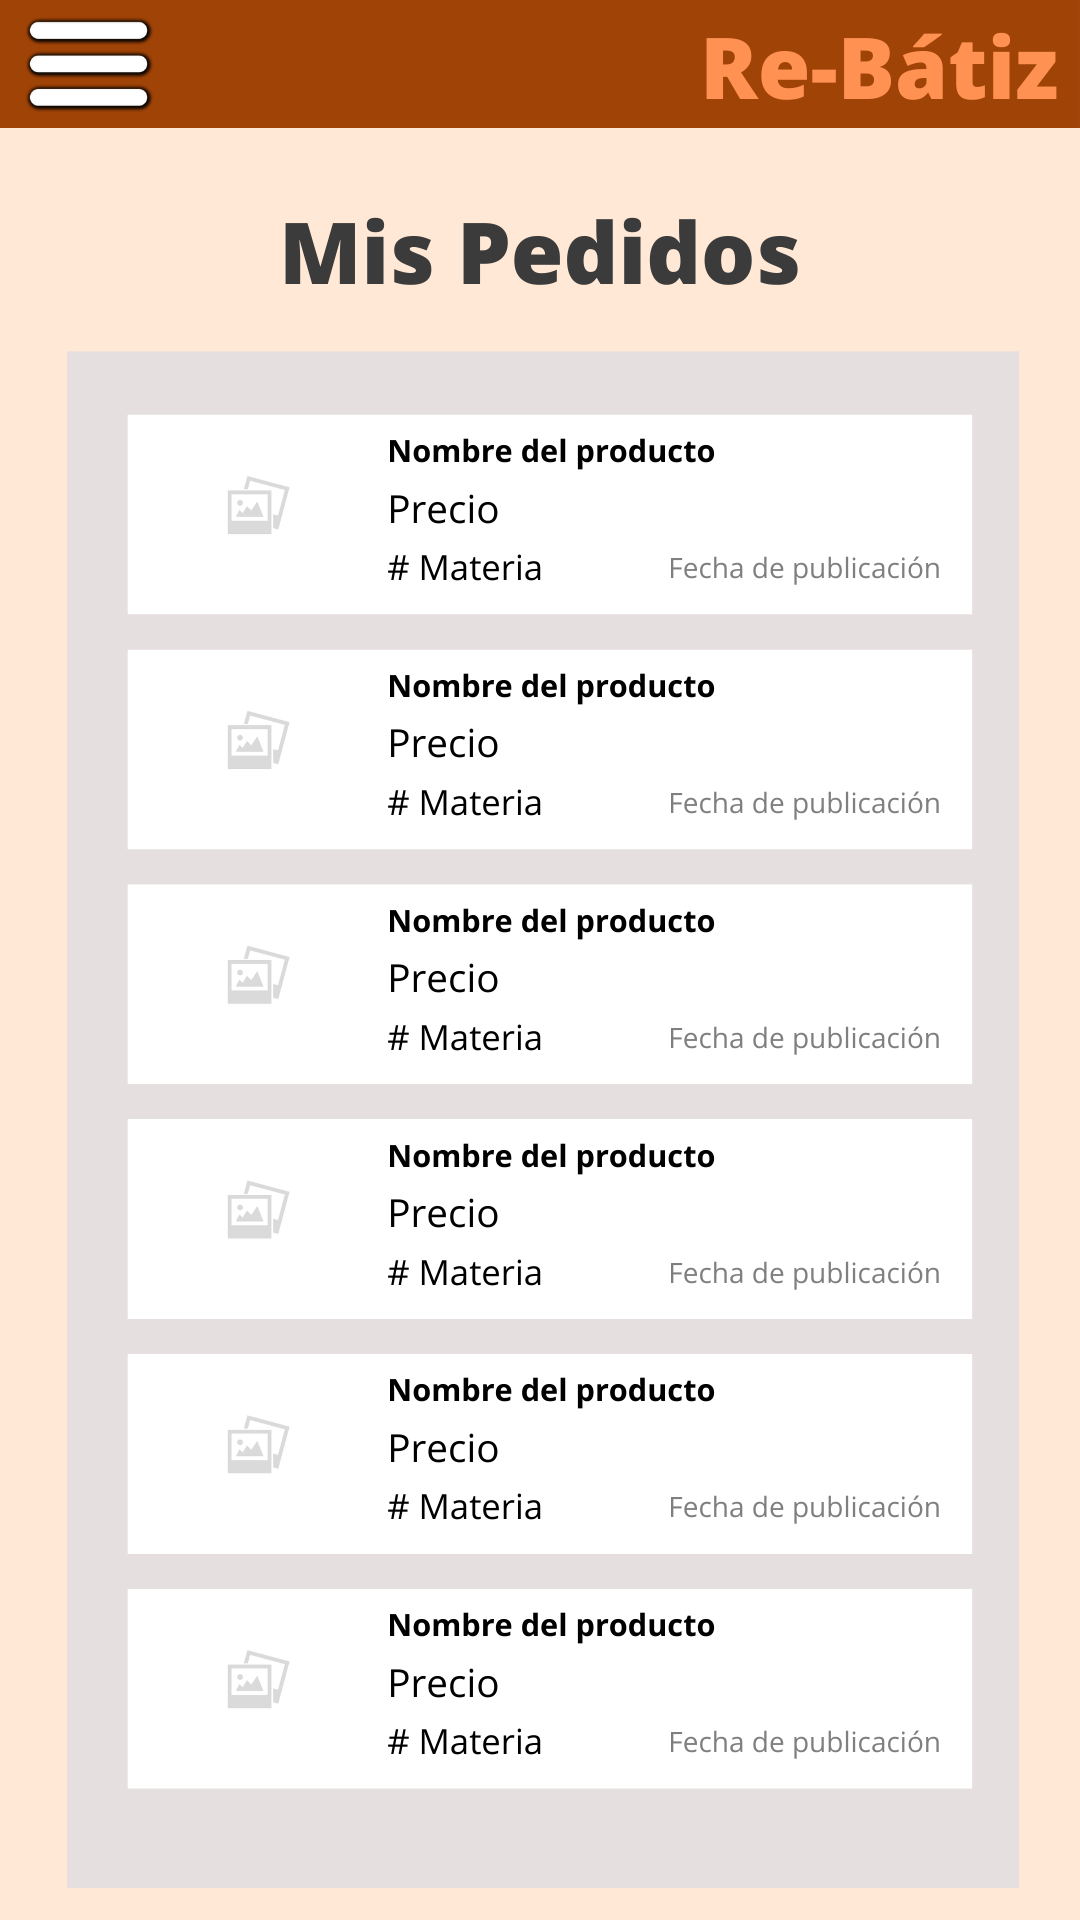 Re-Bátiz
Mis Pedidos
Nombre del producto
Precio
# Materia Fecha de publicación
Nombre del producto
Precio
# Materia Fecha de publicación
Nombre del producto
Precio
# Materia Fecha de publicación
Nombre del producto
Precio
# Materia Fecha de publicación
Nombre del producto
Precio
# Materia Fecha de publicación
Nombre del producto
Precio
# Materia Fecha de publicación